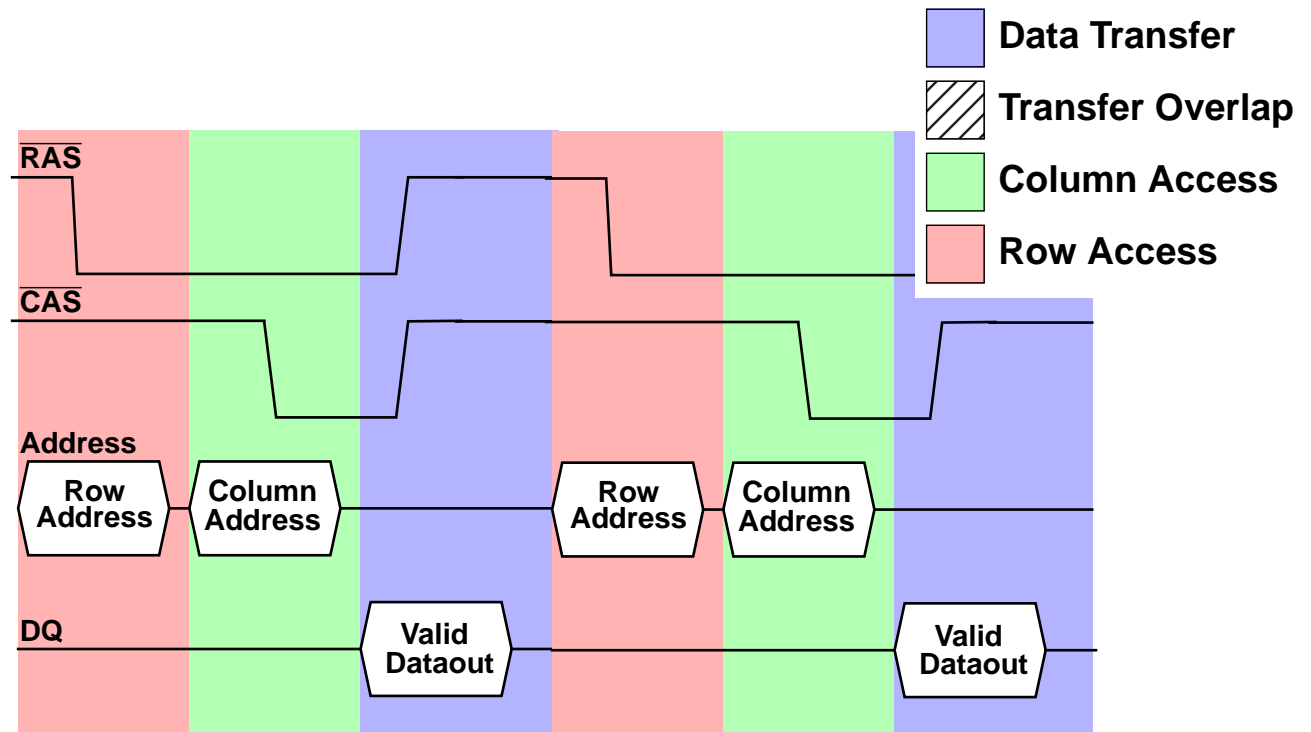 Data Transfer
Transfer Overlap
Column Access
Row Access
RAS
CAS
Address
Row
Address
Column
Address
Row
Address
Column
Address
DQ
Valid
Dataout
Valid
Dataout